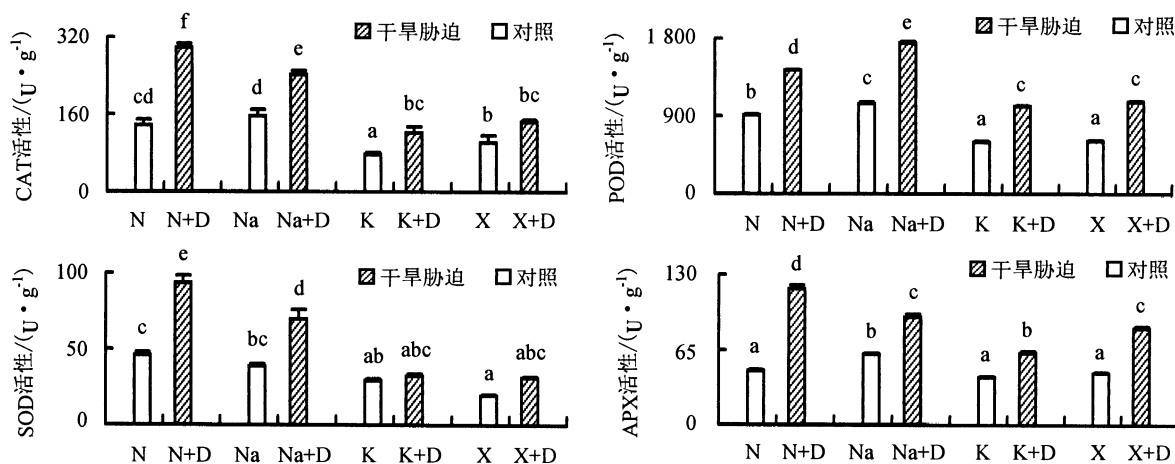 CAT活性/(U·g⁻¹)
320
160
0
干旱胁迫 对照
cd f d e a bc b bc
N N+D Na Na+D K K+D X X+D
POD活性/(U·g⁻¹)
1 800
900
0
干旱胁迫 对照
b d c e a c a c
N N+D Na Na+D K K+D X X+D
SOD活性/(U·g⁻¹)
100
50
0
干旱胁迫 对照
c e bc d ab abc a abc
N N+D Na Na+D K K+D X X+D
APX活性/(U·g⁻¹)
130
65
0
干旱胁迫 对照
a d b c a b a c
N N+D Na Na+D K K+D X X+D